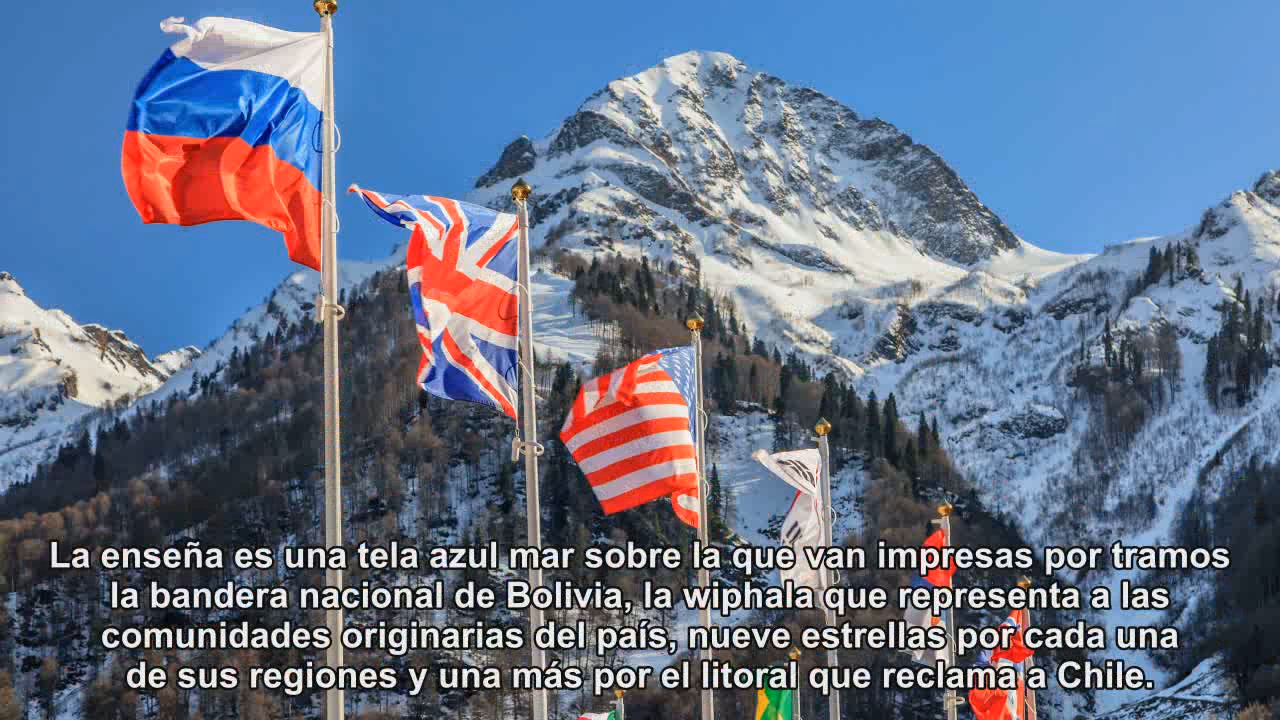 La enseña es una tela azul mar sobre la que van impresas por tramos
la bandera nacional de Bolivia, la wiphala que representa a las
comunidades originarias del país, nueve estrellas por cada una
de sus regiones y una más por el litoral que reclama a Chile.